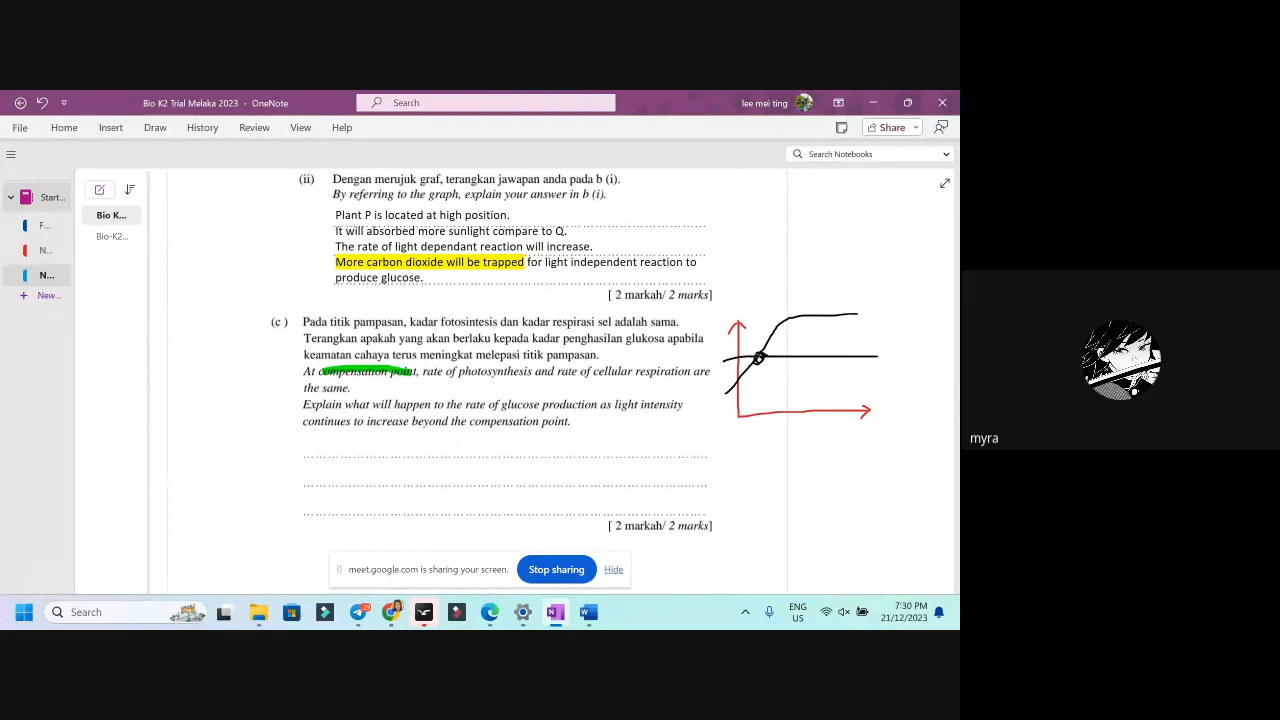 Bio K2 Trial Melaka 2023 - OneNote
Search
lee mei ting
File Home Insert Draw History Review View Help
Share
Search Notebooks
Start...
Bio K...
F...
Bio-K2...
N...
N...
+ New...
(ii) Dengan merujuk graf, terangkan jawapan anda pada b (i).
By referring to the graph, explain your answer in b (i).
Plant P is located at high position.
It will absorbed more sunlight compare to Q.
The rate of light dependant reaction will increase.
More carbon dioxide will be trapped for light independent reaction to
produce glucose.
[ 2 markah/ 2 marks]
(c ) Pada titik pampasan, kadar fotosintesis dan kadar respirasi sel adalah sama.
Terangkan apakah yang akan berlaku kepada kadar penghasilan glukosa apabila
keamatan cahaya terus meningkat melepasi titik pampasan.
At compensation point, rate of photosynthesis and rate of cellular respiration are
the same.
Explain what will happen to the rate of glucose production as light intensity
continues to increase beyond the compensation point.
[ 2 markah/ 2 marks]
meet.google.com is sharing your screen.
Stop sharing
Hide
myra
Search
ENG
US
7:30 PM
21/12/2023